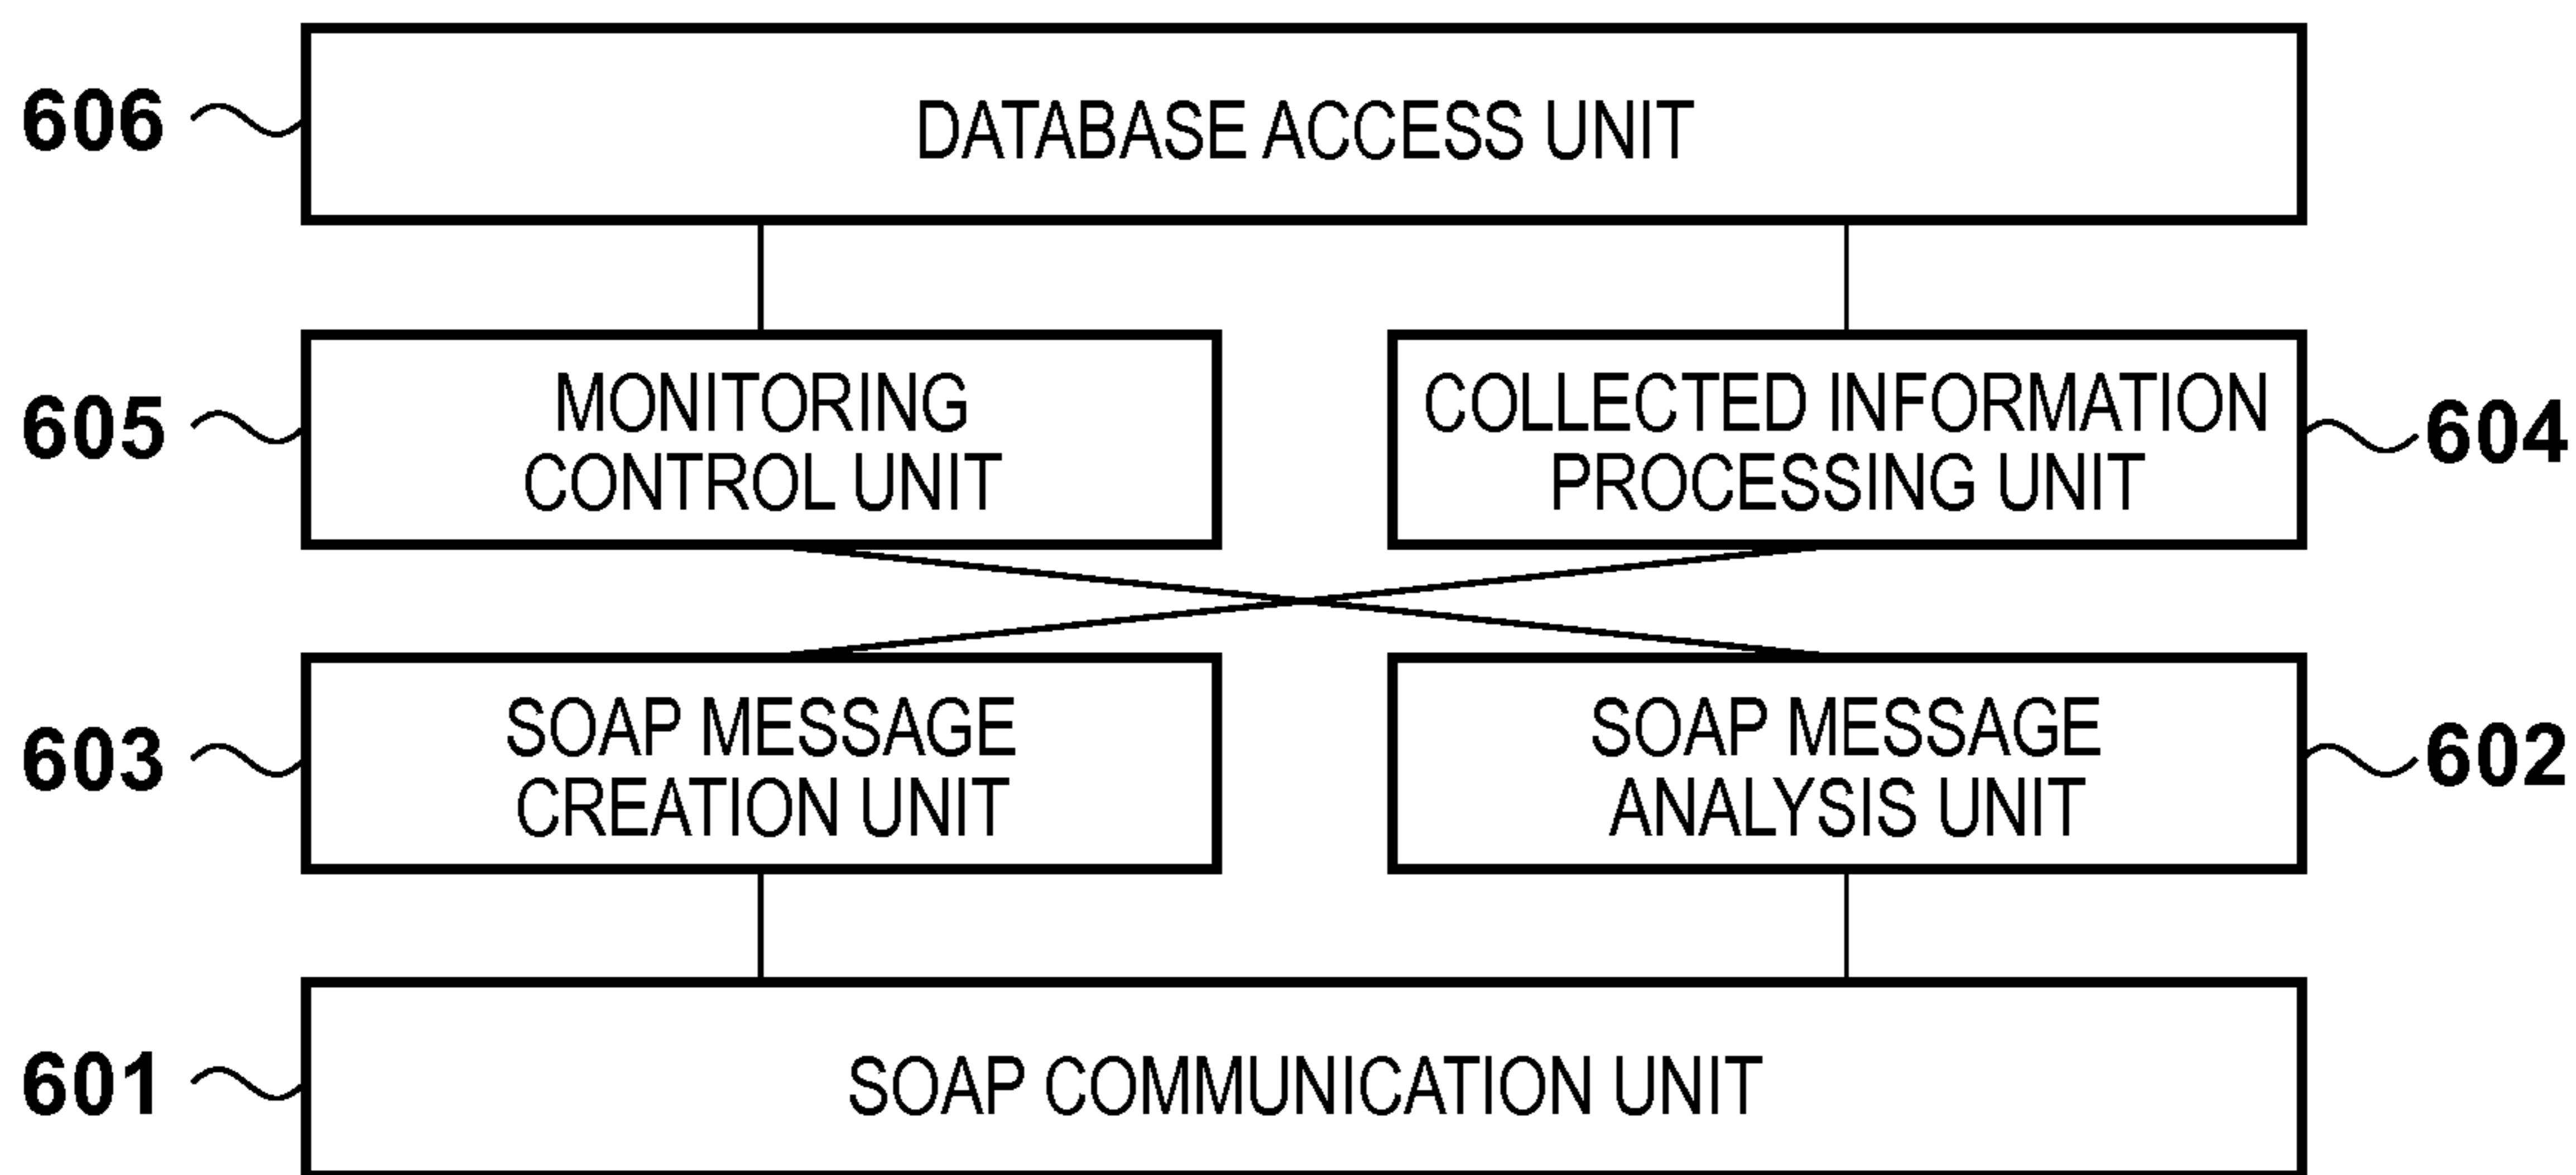 606
DATABASE ACCESS UNIT
605
MONITORING
CONTROL UNIT
COLLECTED INFORMATION
PROCESSING UNIT
604
603
SOAP MESSAGE
CREATION UNIT
SOAP MESSAGE
ANALYSIS UNIT
602
601
SOAP COMMUNICATION UNIT